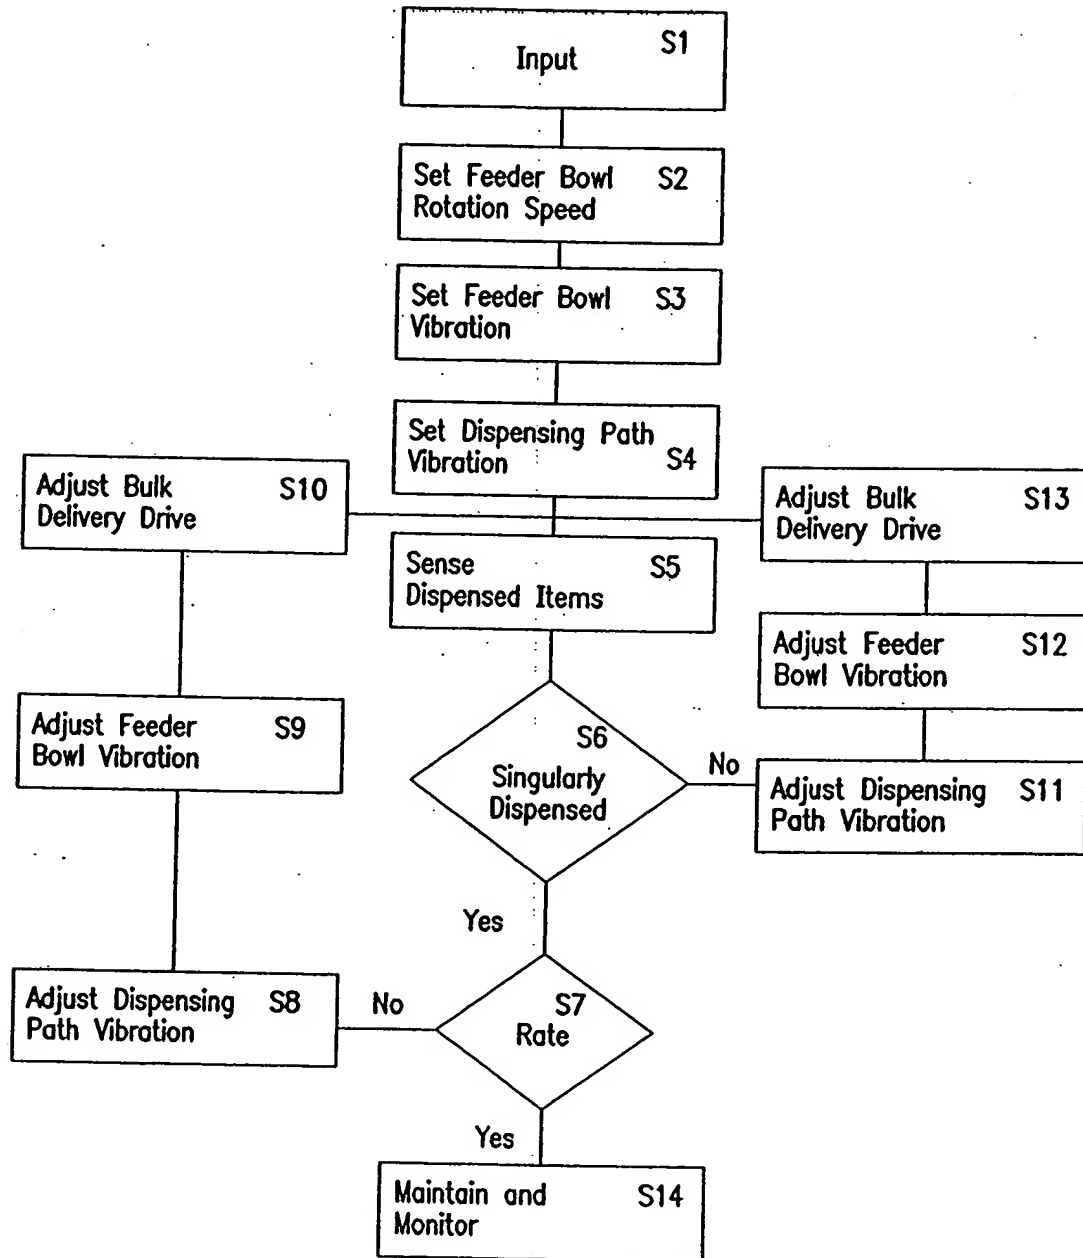 Input S1
Set Feeder Bowl S2
Rotation Speed
Set Feeder Bowl S3
Vibration
Set Dispensing Path
Vibration S4
Adjust Bulk S10
Delivery Drive
Adjust Bulk S13
Delivery Drive
Sense S5
Dispensed Items
Adjust Feeder S12
Bowl Vibration
Adjust Feeder S9
Bowl Vibration
S6
Singularly
Dispensed
No
Adjust Dispensing S11
Path Vibration
Yes
Adjust Dispensing S8
Path Vibration
No
S7
Rate
Yes
Maintain and S14
Monitor